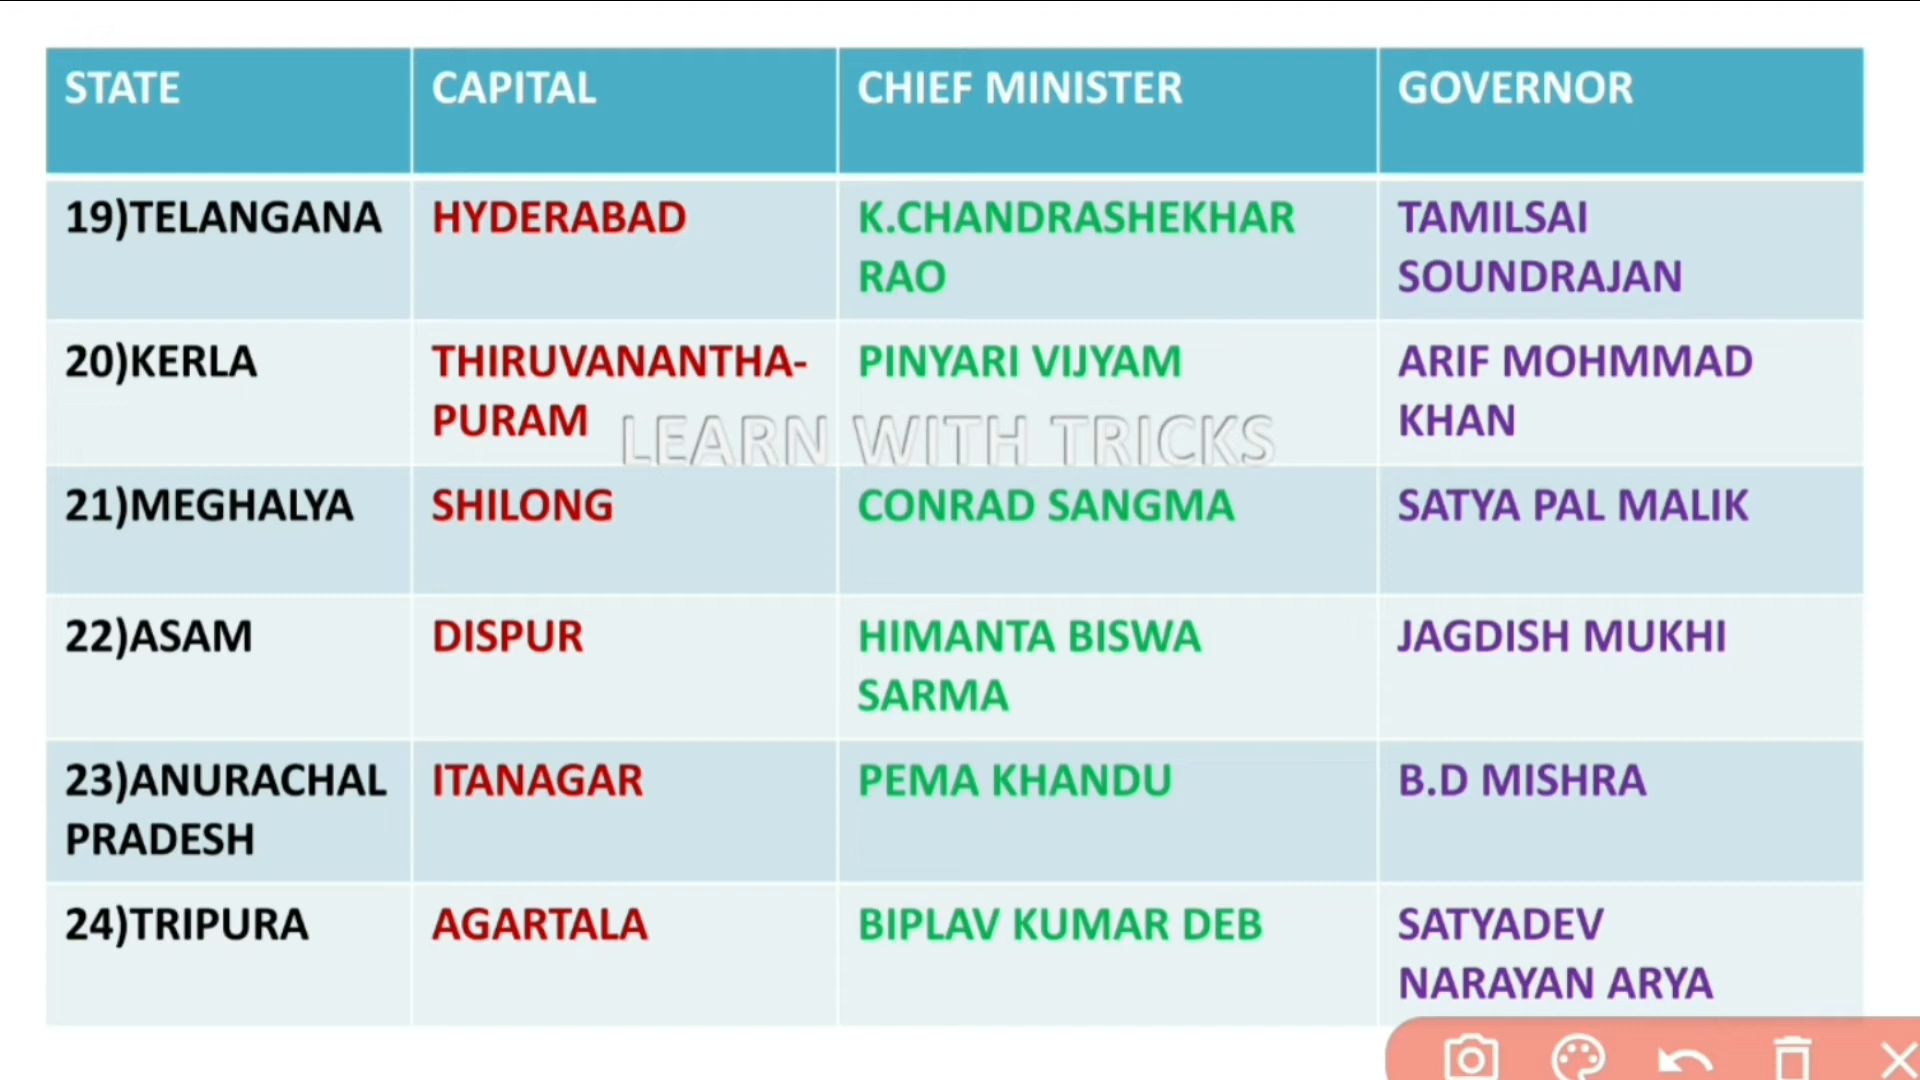 STATE CAPITAL CHIEF MINISTER GOVERNOR
19)TELANGANA HYDERABAD K.CHANDRASHEKHAR TAMILSAI
RAO SOUNDRAJAN
20)KERLA THIRUVANANTHA- PINYARI VIJYAM ARIF MOHMMAD
PURAM KHAN
LEARN WITH TRICKS
21)MEGHALYA SHILONG CONRAD SANGMA SATYA PAL MALIK
22)ASAM DISPUR HIMANTA BISWA JAGDISH MUKHI
SARMA
23)ANURACHAL ITANAGAR PEMA KHANDU B.D MISHRA
PRADESH
24)TRIPURA AGARTALA BIPLAV KUMAR DEB SATYADEV
NARAYAN ARYA